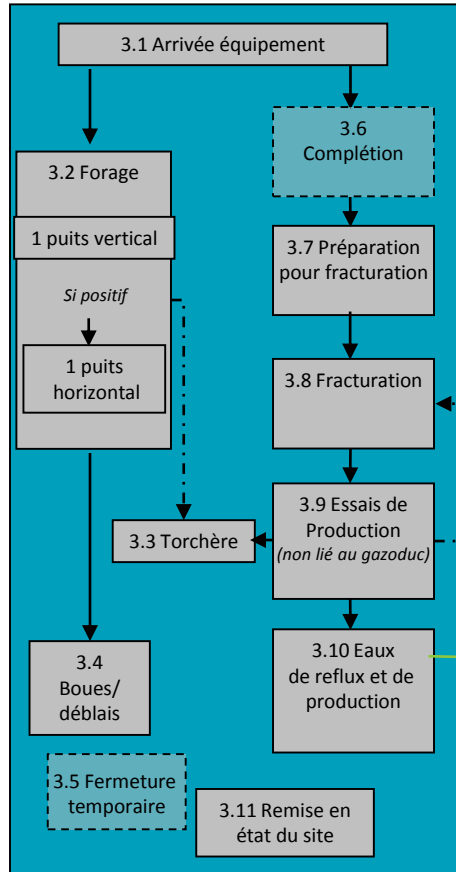 3.1 Arrivée équipement
3.2 Forage
1 puits vertical
Si positif
1 puits
horizontal
3.3 Torchère
3.4
Boues/
déblais
3.5 Fermeture
temporaire
3.6
Complétion
3.7 Préparation
pour fracturation
3.8 Fracturation
3.9 Essais de
Production
(non lié au gazoduc)
3.10 Eaux
de reflux et de
production
3.11 Remise en
état du site